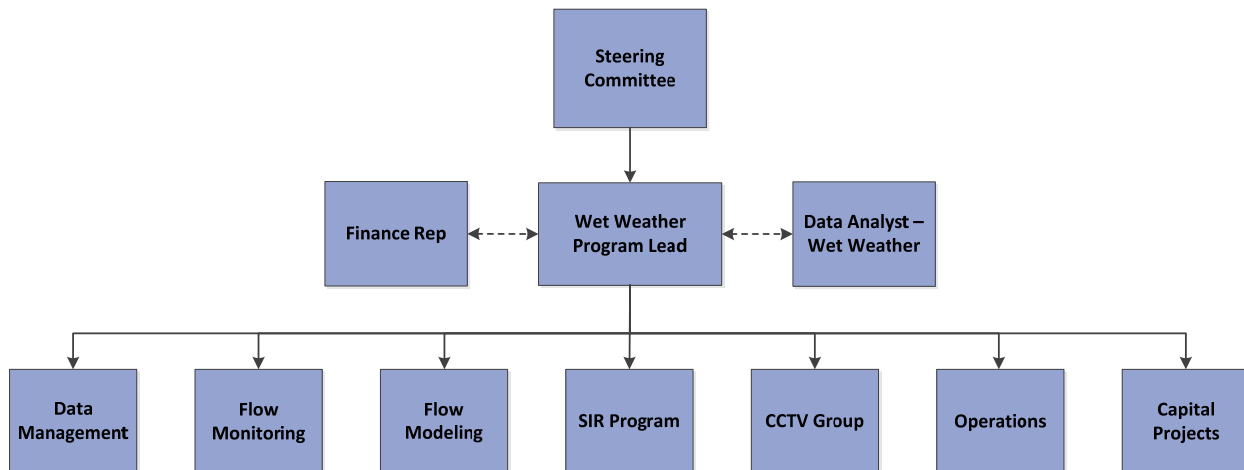 Steering
Committee
Finance Rep
Wet Weather
Program Lead
Data Analyst –
Wet Weather
Data
Management
Flow
Monitoring
Flow
Modeling
SIR Program
CCTV Group
Operations
Capital
Projects